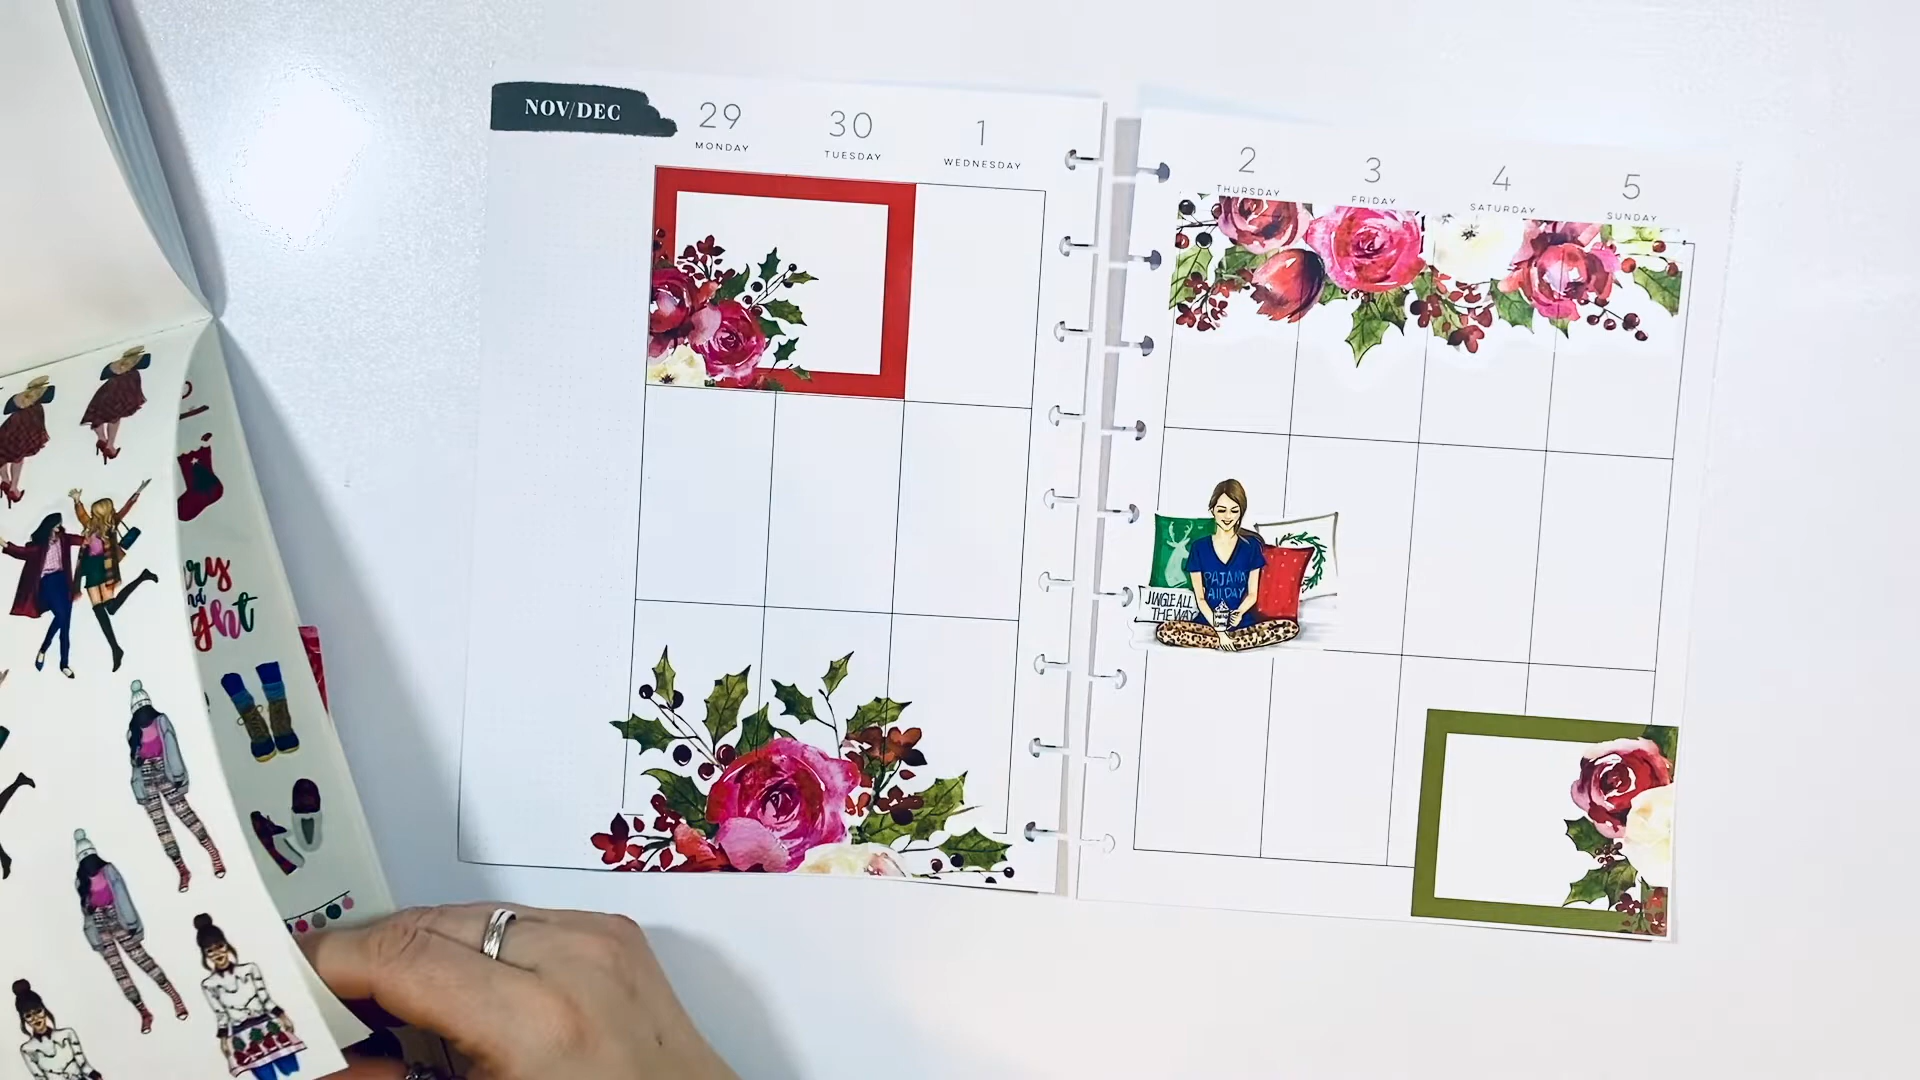 NOV/DEC
29
MONDAY
30
TUESDAY
1
WEDNESDAY
2
THURSDAY
3
FRIDAY
4
SATURDAY
5
SUNDAY
PAJAMA
ALL DAY
JINGLE ALL
THE WAY